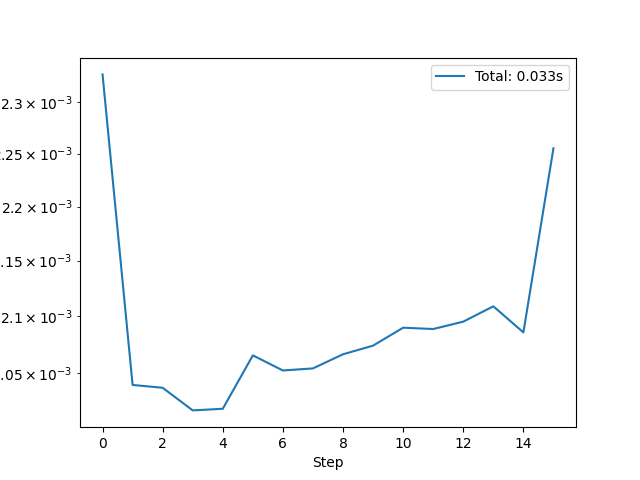 Total: 0.033s
2.3 × 10⁻³
.25 × 10⁻³
2.2 × 10⁻³
.15 × 10⁻³
2.1 × 10⁻³
.05 × 10⁻³
0 2 4 6 8 10 12 14
Step